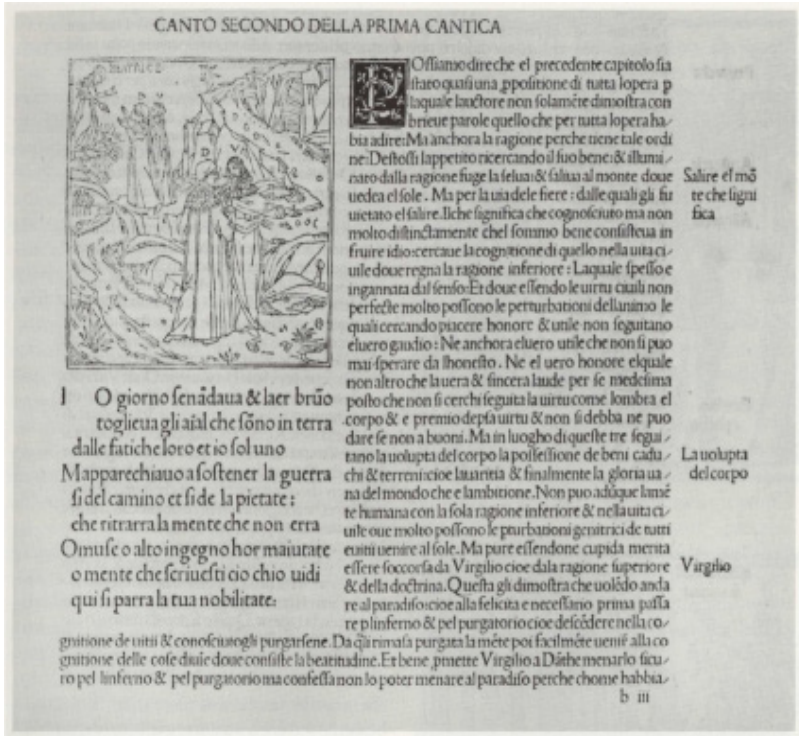 CANTO SECONDO DELLA PRIMA CANTICA
POſſiamo dire che el precedente capitolo ſia
ſtato quaſi una ꝓpoſitione di tutta lopera p
laquale lauctore non ſolamẽte dimoſtra con
brieue parole quello che per tutta lopera ha⸗
bia adire: Ma anchora la ragione perche tiene tale ordi
ne: Deſtoſſi lappetito ricercando il ſuo bene: & illumi⸗
nato dalla ragione fuge la ſelua: & ſaliua al monte doue
uedea el ſole. Ma per la uia dele fiere: dalle quali gli fu
uietato el ſalire. Ilche ſignifica che cognoſciuto ma non
molto diſtinctamente chel ſommo bene conſiſteua in
fruire idio: cercaue la cognitione di quello nella uita ci⸗
uile doue regna la ragione inferiore: Laquale ſpeſſo e
ingannata dal ſenſo: Et doue eſſendo le uirtu ciuili non
perfecte molto poſſono le perturbationi dellanimo le
quali cercando piacere honore & utile non ſeguitano
eluero gaudio: Ne anchora eluero utile che non ſi puo
mai ſperare da lhoneſto. Ne el uero honore elquale
non altro che la uera & ſincera laude per ſe medeſima
poſto che non ſi cerchi ſeguita la uirtu come lombra el
corpo & e premio depſa uirtu & non ſi debba ne puo
dare ſe non a buoni. Ma in luogho di queſte tre ſegui⸗
tano la uolupta del corpo la poſſeſſione de beni cadu⸗
chi & terreni: cioe lauaritia & finalmente la gloria ua⸗
na del mondo che e lambitione. Non puo adũque lamẽ
te humana con la ſola ragione inferiore & nella uita ci⸗
uile oue molto poſſono le pturbationi genitrici de tutti
euitii uenire al ſole. Ma pure eſſendone cupida merita
eſſere ſoccorſa da Virgilio cioe dala ragione ſuperiore
& della doctrina. Queſta gli dimoſtra che uolẽdo anda
re al paradiſo: cioe alla felicita e neceſſario prima paſſa
re plinferno & pel purgatorio cioe deſcẽdere nella co⸗
gnitione de uitii & conoſciutogli purgarſene. Da q̃i rimaſa purgata la mẽte poi facilmẽte uenire alla co
gnitione delle coſe diuie doue conſiſte la beatitudine. Et bene pmette Virgilio a Dãthe menarlo ſicu⸗
ro pel linferno & pel purgatorio ma confeſſa non lo poter menare al paradiſo perche chome habbia⸗
b iii
Salire el mõ
te che ſigni
fica
La uolupta
del corpo
Virgilio
BEATRICE
D
V
I O giorno ſenãdaua & laer brũo
toglieua gli aĩal che ſõno in terra
dalle fatiche loro et io ſol uno
Mapparechiauo a ſoſtener la guerra
ſi del camino et ſi de la pietate:
che ritrarra la mente che non erra
O muſe o alto ingegno hor maiutate
o mente che ſcriueſti cio chio uidi
qui ſi parra la tua nobilitate: